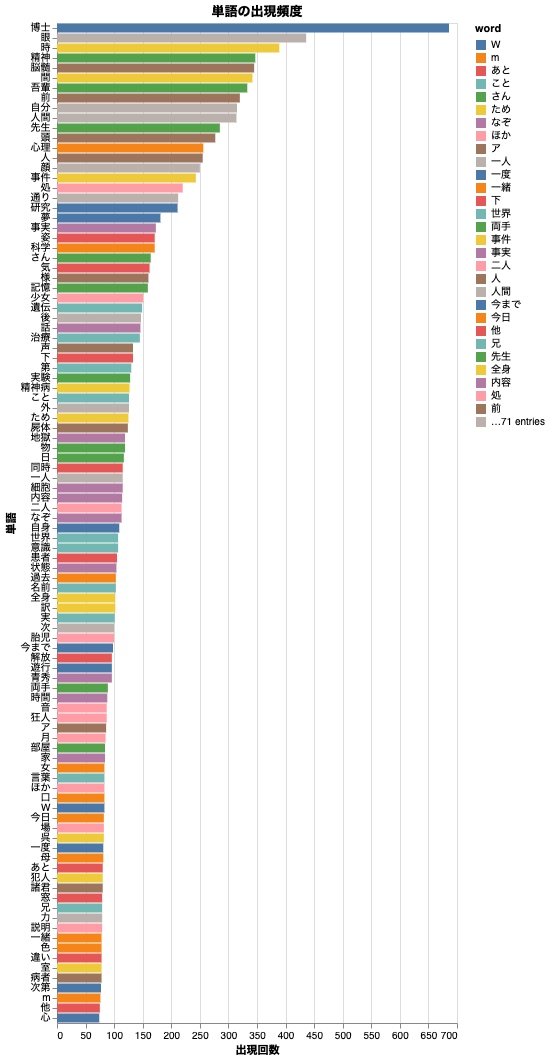 単語の出現頻度
単語
博士
眼
時
精神
脳髄
間
吾輩
前
自分
人間
先生
頭
心理
人
顔
事件
処
通り
研究
夢
事実
姿
科学
さん
気
様
記憶
少女
遺伝
後
話
治療
声
下
第
実験
精神病
こと
外
ため
屍体
地獄
物
日
同時
一人
細胞
内容
二人
なぞ
自身
世界
意識
患者
状態
過去
名前
全身
訳
実
次
胎児
今まで
解放
遊行
青秀
両手
時間
音
狂人
ア
月
部屋
家
女
言葉
ほか
口
W
今日
場
呉
一度
母
あと
犯人
諸君
窓
兄
力
説明
一緒
色
違い
室
病者
次第
m
他
心
0 50 100 150 200 250 300 350 400 450 500 550 600 650 700
出現回数
word
W
m
あと
こと
さん
ため
なぞ
ほか
ア
一人
一度
一緒
下
世界
両手
事件
事実
二人
人
人間
今まで
今日
他
兄
先生
全身
内容
処
前
…71 entries